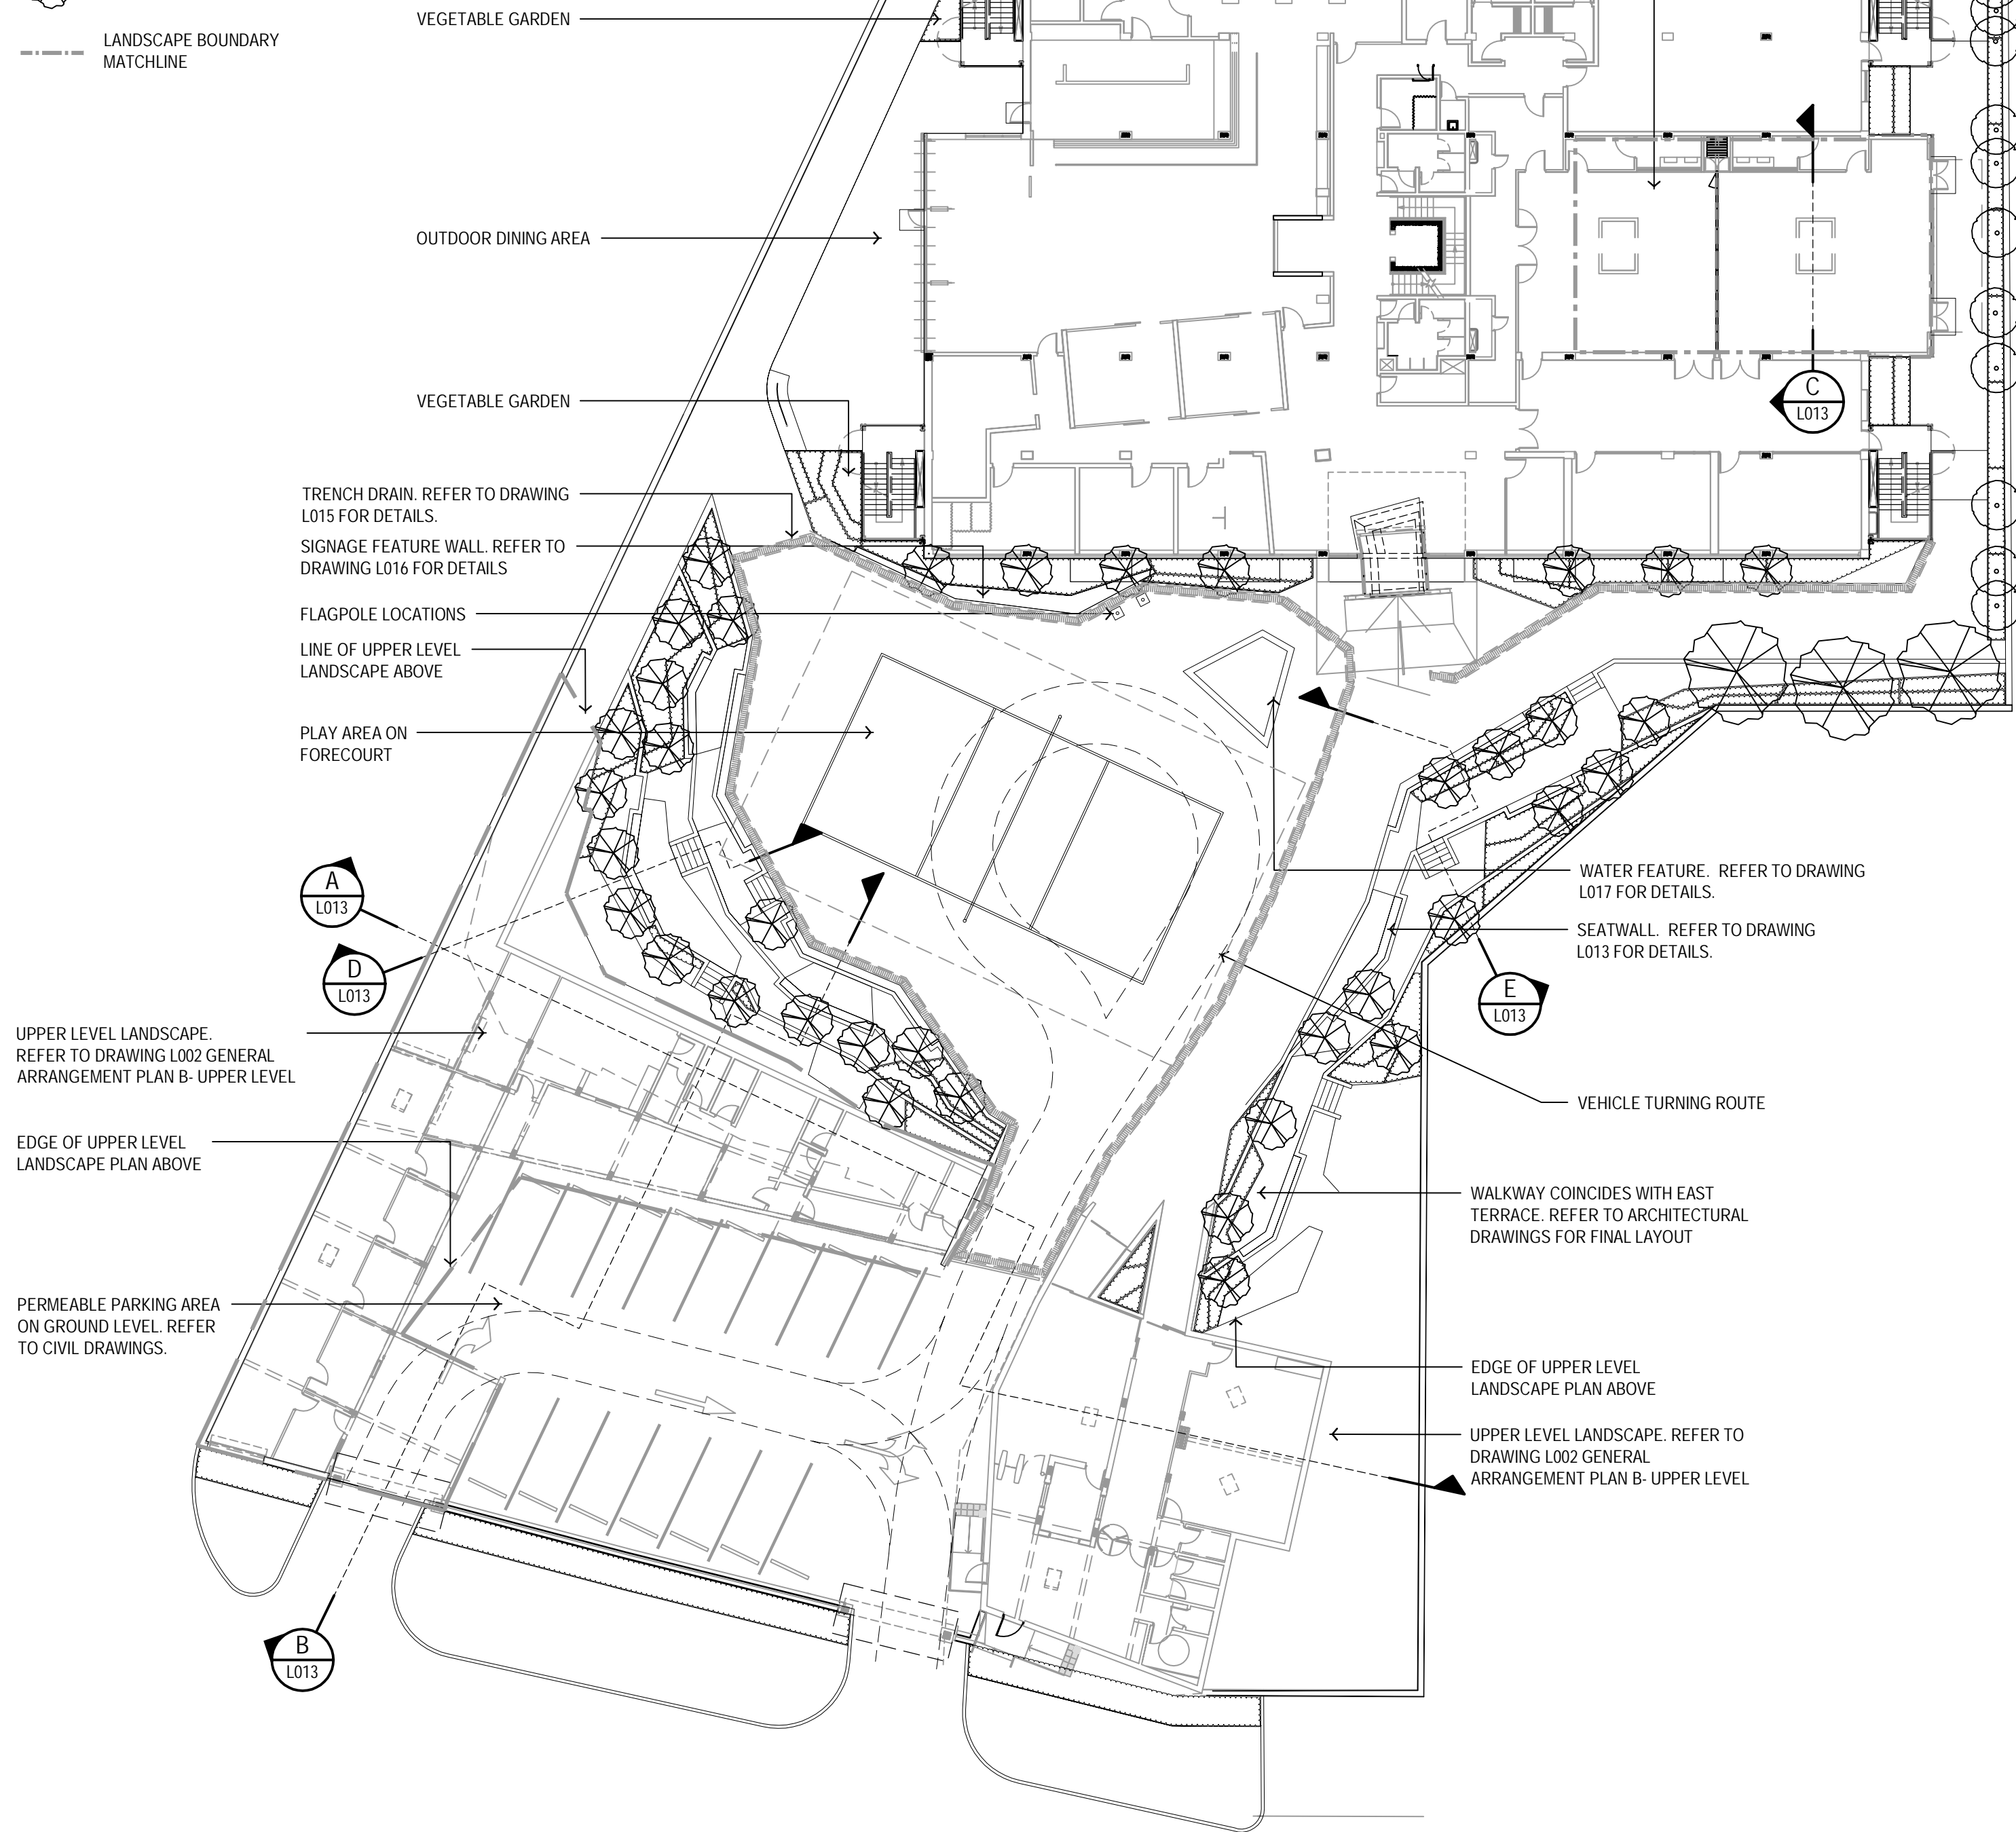 VEGETABLE GARDEN
LANDSCAPE BOUNDARY
MATCHLINE
OUTDOOR DINING AREA
VEGETABLE GARDEN
C
L013
TRENCH DRAIN. REFER TO DRAWING
L015 FOR DETAILS.
SIGNAGE FEATURE WALL. REFER TO
DRAWING L016 FOR DETAILS
FLAGPOLE LOCATIONS
LINE OF UPPER LEVEL
LANDSCAPE ABOVE
PLAY AREA ON
FORECOURT
A
L013
D
L013
WATER FEATURE. REFER TO DRAWING
L017 FOR DETAILS.
SEATWALL. REFER TO DRAWING
L013 FOR DETAILS.
E
L013
UPPER LEVEL LANDSCAPE.
REFER TO DRAWING L002 GENERAL
ARRANGEMENT PLAN B- UPPER LEVEL
VEHICLE TURNING ROUTE
EDGE OF UPPER LEVEL
LANDSCAPE PLAN ABOVE
WALKWAY COINCIDES WITH EAST
TERRACE. REFER TO ARCHITECTURAL
DRAWINGS FOR FINAL LAYOUT
PERMEABLE PARKING AREA
ON GROUND LEVEL. REFER
TO CIVIL DRAWINGS.
EDGE OF UPPER LEVEL
LANDSCAPE PLAN ABOVE
UPPER LEVEL LANDSCAPE. REFER TO
DRAWING L002 GENERAL
ARRANGEMENT PLAN B- UPPER LEVEL
B
L013